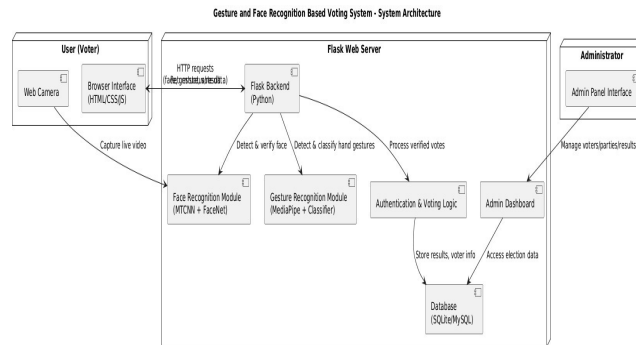 Gesture and Face Recognition Based Voting System - System Architecture
User (Voter)
Web Camera
Browser Interface
(HTML/CSS/JS)
HTTP requests
Flask Web Server
Flask Backend
(Python)
Administrator
Admin Panel Interface
Capture live video
Detect & verify face
Detect & classify hand gestures
Process verified votes
Manage voters/parties/results
Face Recognition Module
(MTCNN + FaceNet)
Gesture Recognition Module
(MediaPipe + Classifier)
Authentication & Voting Logic
Admin Dashboard
Store results, voter info
Access election data
Database
(SQLite/MySQL)